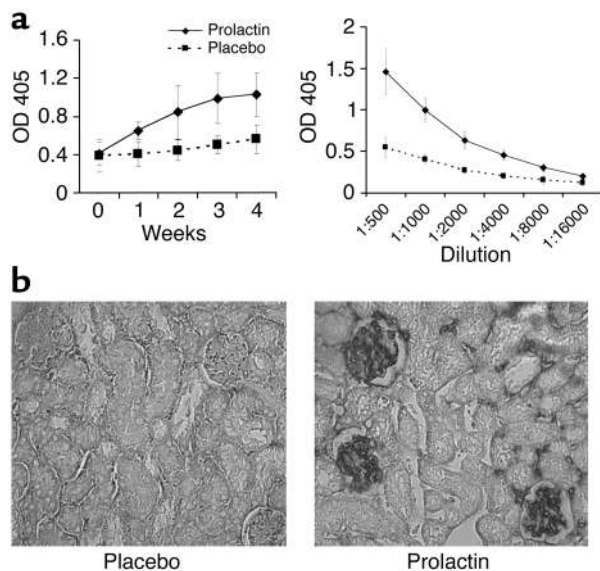 a
Prolactin
Placebo
OD 405
1.6
1.2
0.8
0.4
0
0 1 2 3 4
Weeks
OD 405
2
1.5
1
0.5
0
1:500 1:1000 1:2000 1:4000 1:8000 1:16000
Dilution
b
Placebo
Prolactin